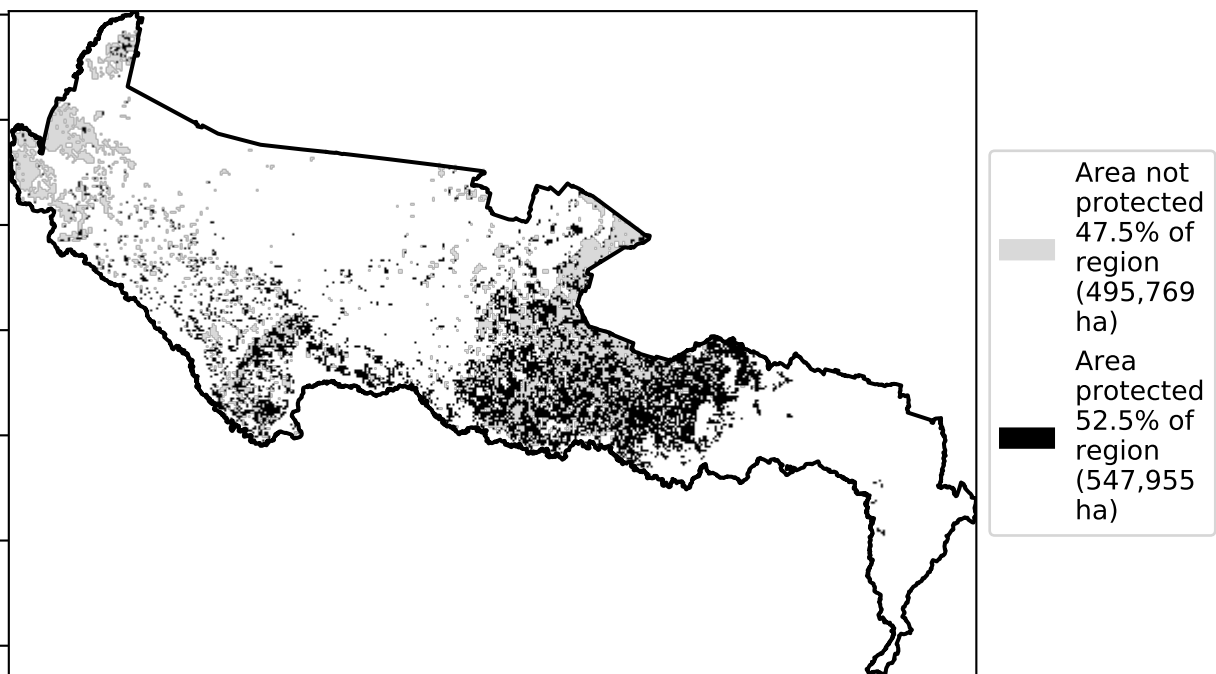 Area not
protected
47.5% of
region
(495,769
ha)
Area
protected
52.5% of
region
(547,955
ha)